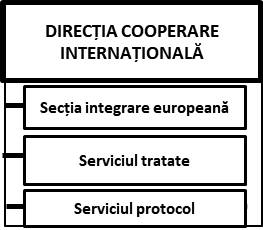 DIRECȚIA COOPERARE
INTERNAȚIONALĂ
Secția integrare europeană
Serviciul tratate
Serviciul protocol